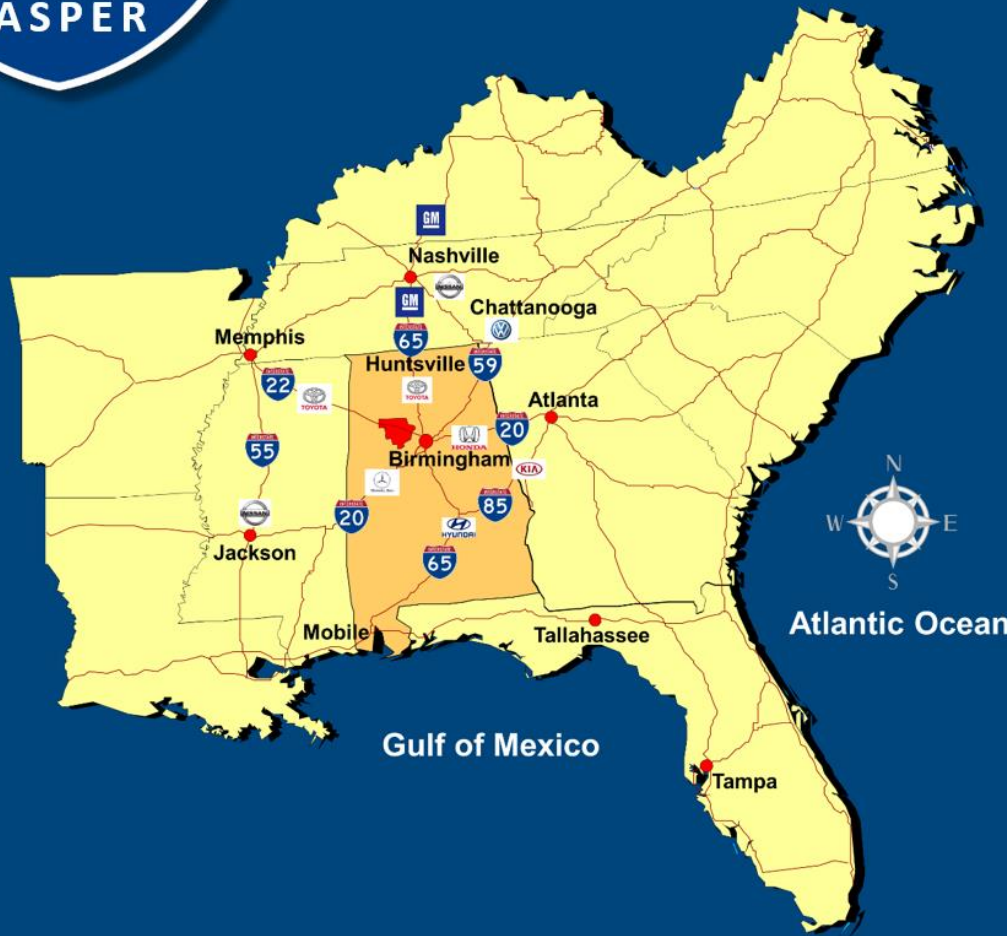 ASPER
GM
Nashville
NISSAN
GM
Chattanooga
65
Memphis
Huntsville
59
22
TOYOTA
TOYOTA
Atlanta
20
HONDA
55
Birmingham
KIA
N
W
E
S
NISSAN
20
85
HYUNDAI
Jackson
65
Mobile
Tallahassee
Atlantic Ocean
Gulf of Mexico
Tampa